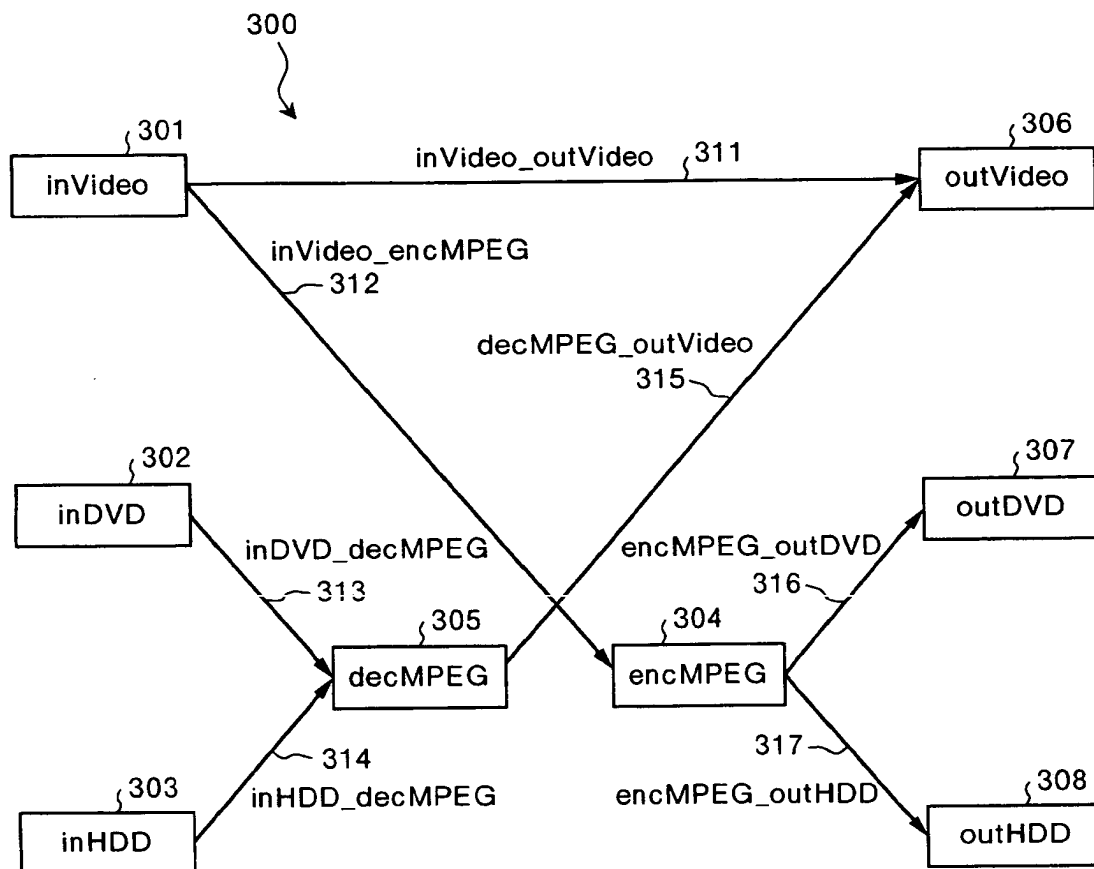 300
301
inVideo
inVideo_outVideo
311
306
outVideo
inVideo_encMPEG
312
decMPEG_outVideo
315
302
inDVD
307
outDVD
inDVD_decMPEG
313
encMPEG_outDVD
316
305
decMPEG
304
encMPEG
314
inHDD_decMPEG
317
encMPEG_outHDD
303
inHDD
308
outHDD